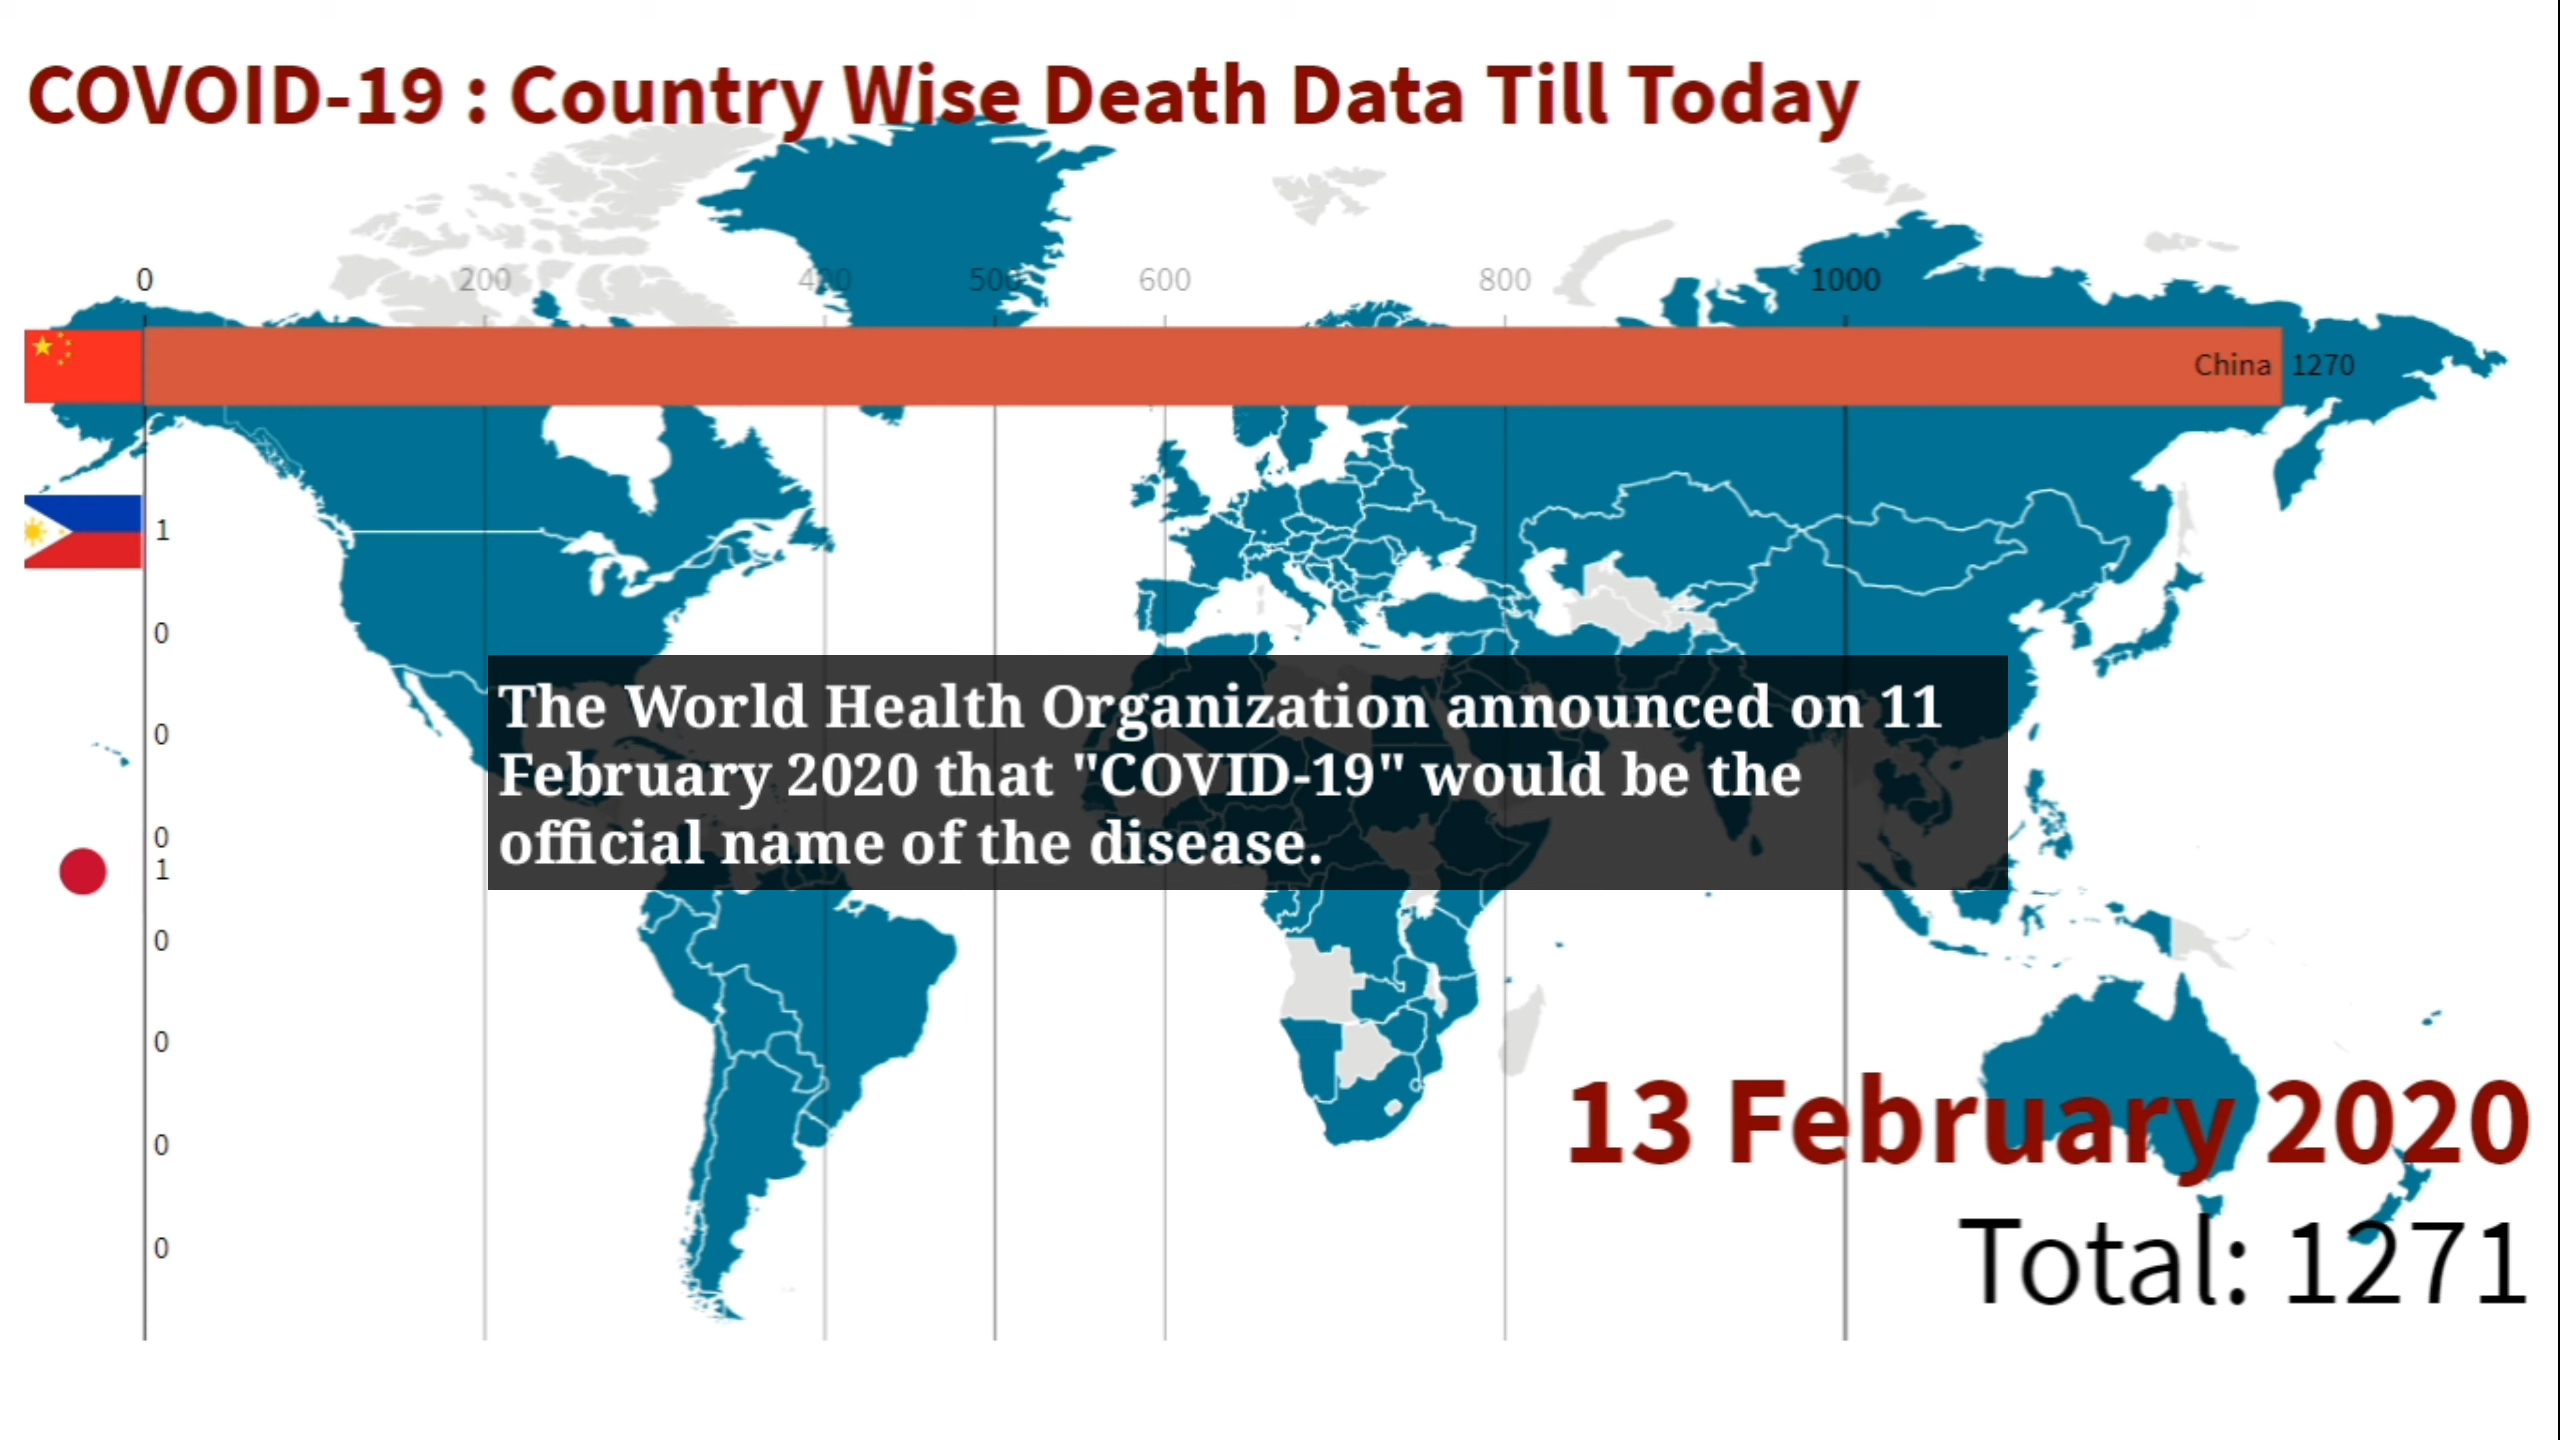 COVOID-19 : Country Wise Death Data Till Today
0 200 400 500 600 800 1000
China 1270
1
0
0
The World Health Organization announced on 11
February 2020 that "COVID-19" would be the
official name of the disease.
0
1
0
0
0
0
13 February 2020
Total: 1271